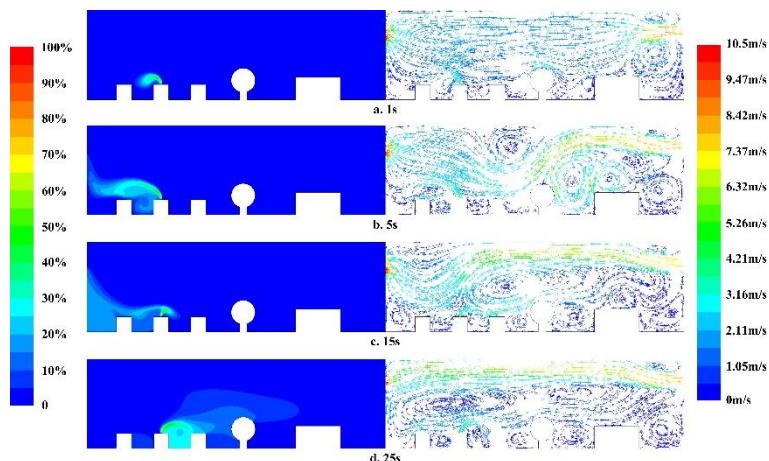 100%
90%
80%
70%
60%
50%
40%
30%
20%
10%
0
a. 1s
b. 5s
c. 15s
d. 25s
10.5m/s
9.47m/s
8.42m/s
7.37m/s
6.32m/s
5.26m/s
4.21m/s
3.16m/s
2.11m/s
1.05m/s
0m/s